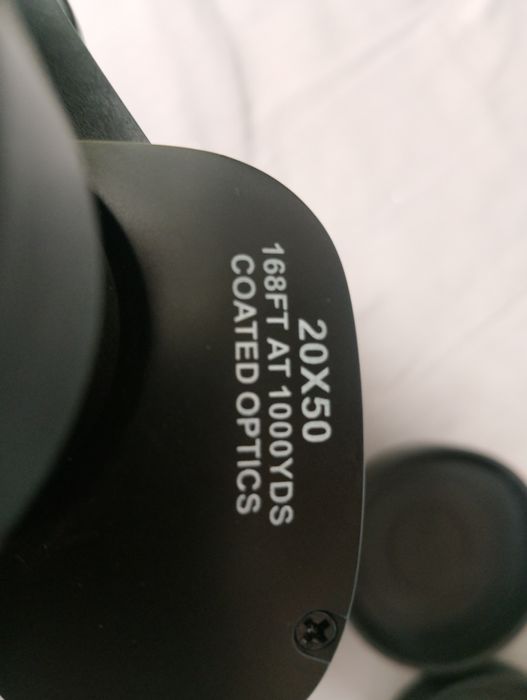 20X50
168FT AT 1000YDS
COATED OPTICS